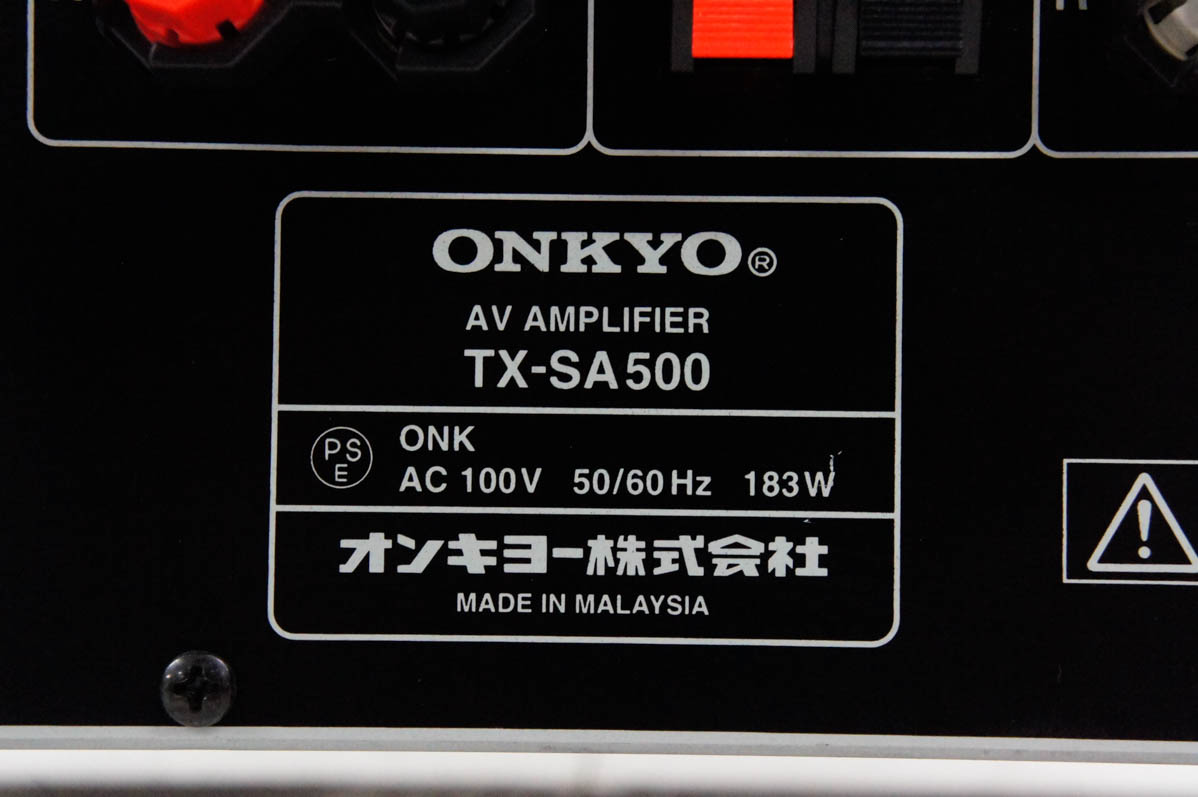 ONKYO®
AV AMPLIFIER
TX-SA500
PSE
ONK
AC 100V 50/60Hz 183W
オンキヨー株式会社
MADE IN MALAYSIA